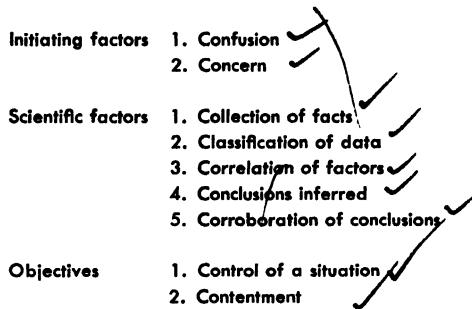 Initiating factors 1. Confusion
2. Concern
Scientific factors 1. Collection of facts
2. Classification of data
3. Correlation of factors
4. Conclusions inferred
5. Corroboration of conclusions
Objectives 1. Control of a situation
2. Contentment